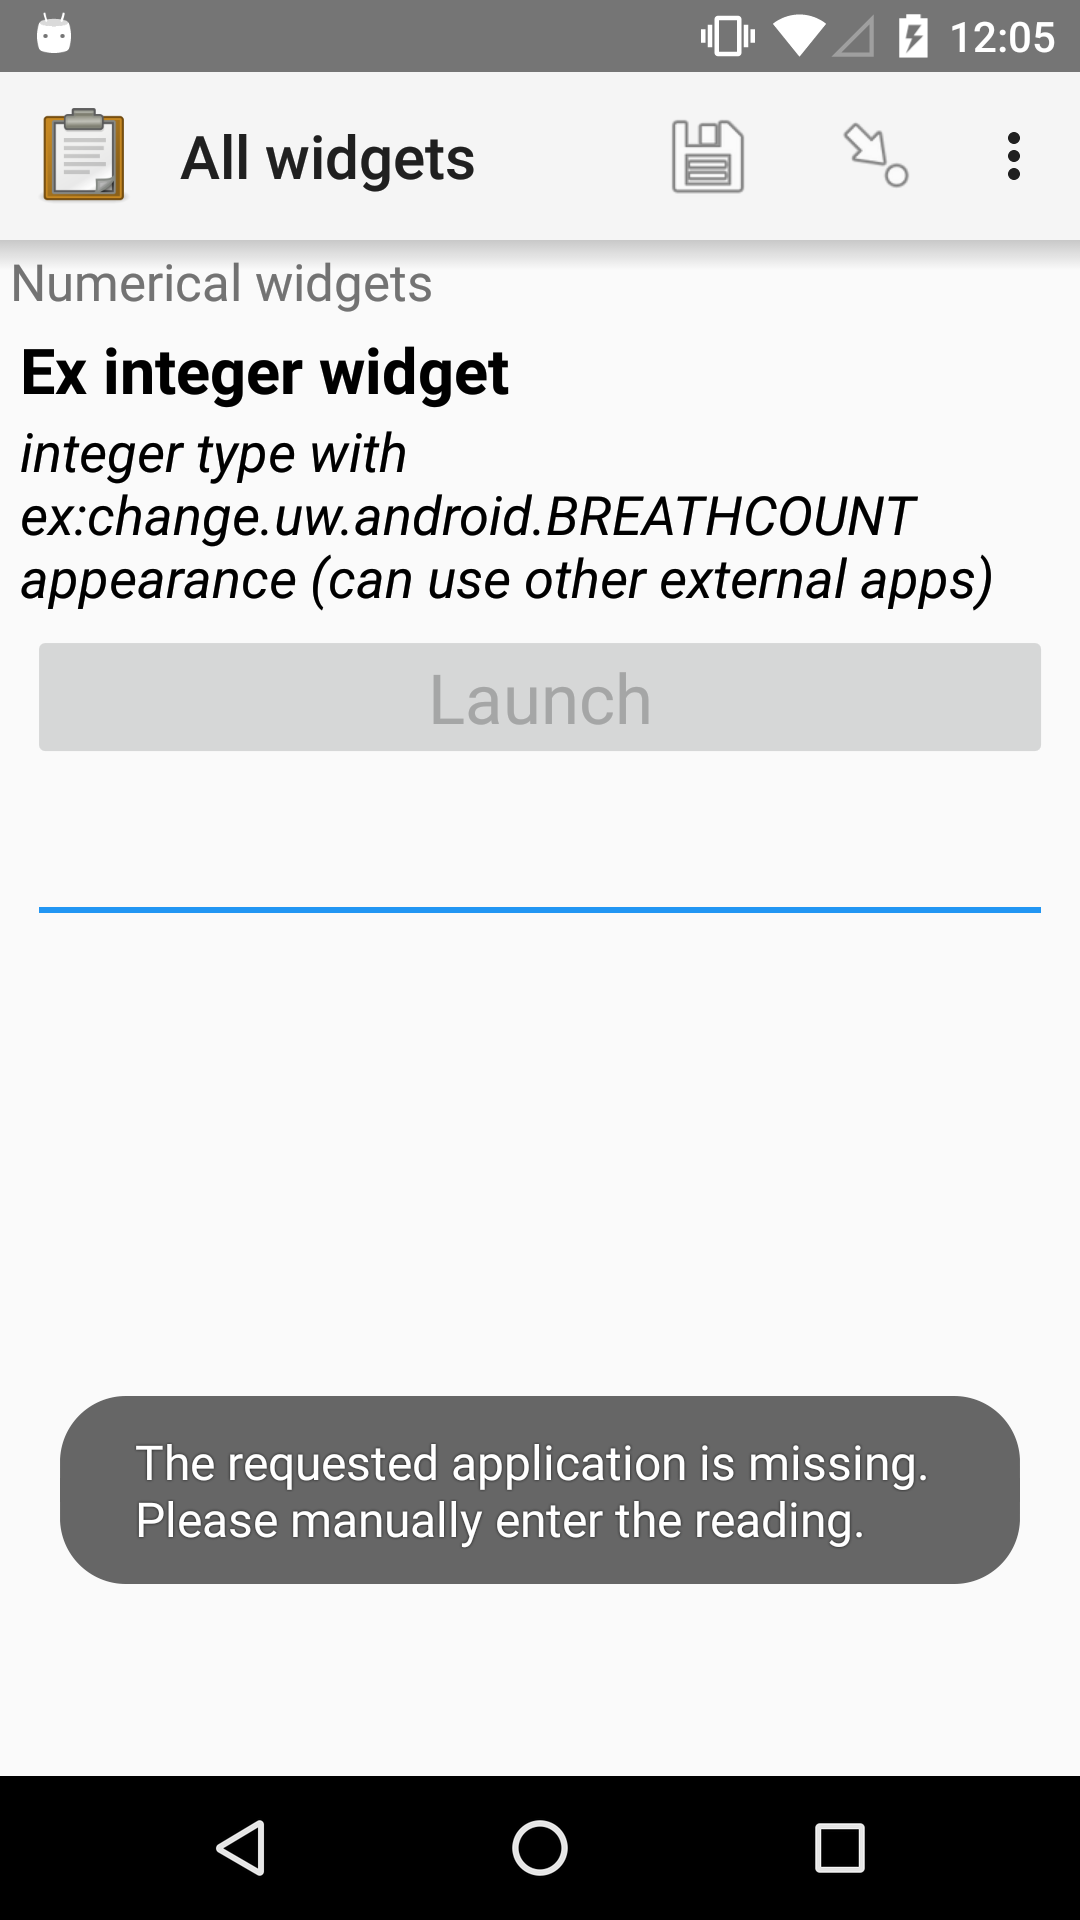 12:05
All widgets
Numerical widgets
Ex integer widget
integer type with
ex:change.uw.android.BREATHCOUNT
appearance (can use other external apps)
Launch
The requested application is missing.
Please manually enter the reading.